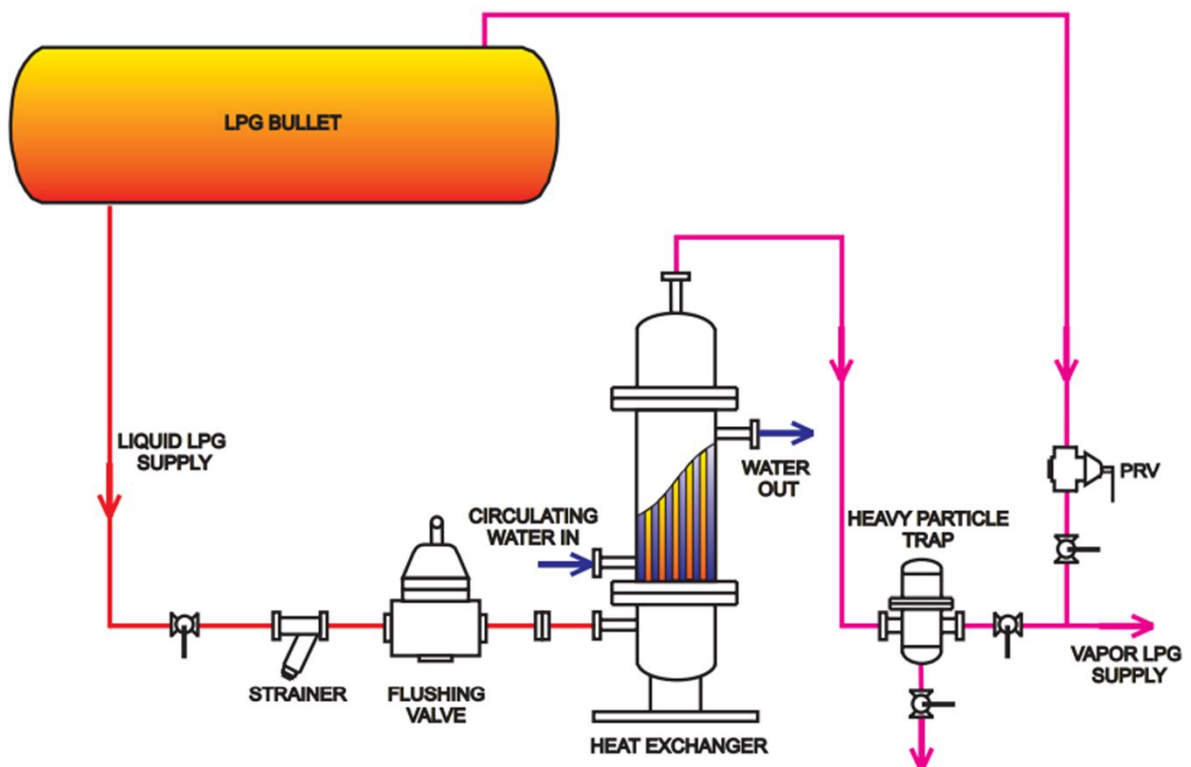 LPG BULLET
LIQUID LPG
SUPPLY
CIRCULATING
WATER IN
WATER
OUT
PRV
HEAVY PARTICLE
TRAP
STRAINER
FLUSHING
VALVE
HEAT EXCHANGER
VAPOR LPG
SUPPLY